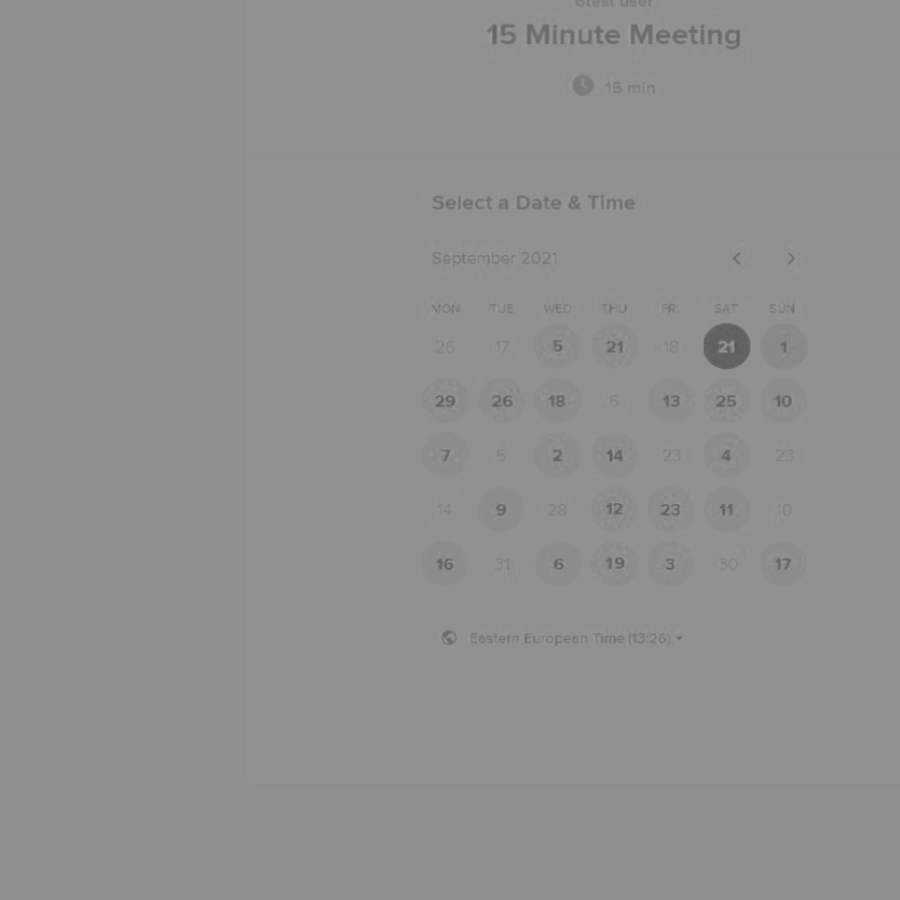 6test user
15 Minute Meeting
15 min
Select a Date & Time
September 2021
MON TUE WED THU FRI SAT SUN
26 17 5 21 18 21 1
29 26 18 6 13 25 10
7 5 2 14 23 4 23
14 9 28 12 23 11 10
16 31 6 19 3 30 17
Eastern European Time (13:26)